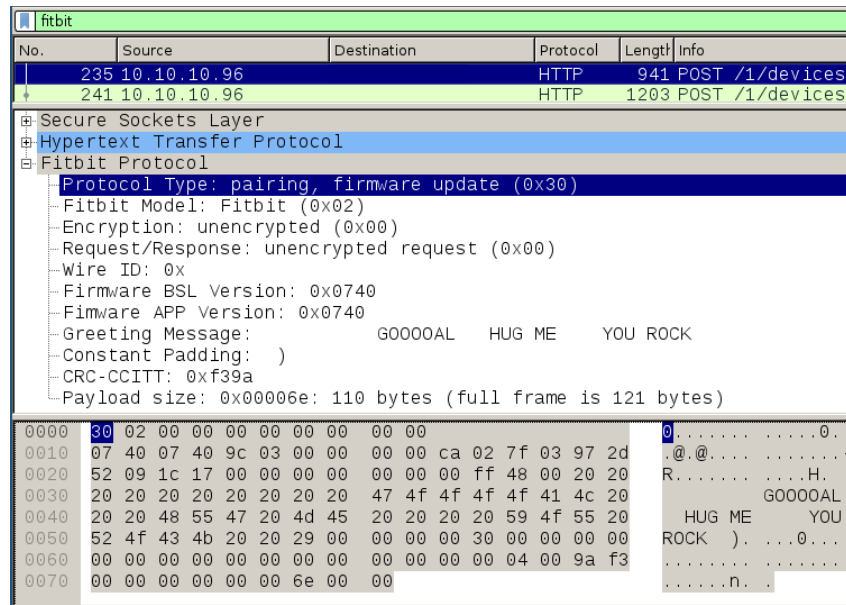 fitbit
No. Source Destination Protocol Length Info
235 10.10.10.96 HTTP 941 POST /1/devices
241 10.10.10.96 HTTP 1203 POST /1/devices
Secure Sockets Layer
Hypertext Transfer Protocol
Fitbit Protocol
Protocol Type: pairing, firmware update (0x30)
Fitbit Model: Fitbit (0x02)
Encryption: unencrypted (0x00)
Request/Response: unencrypted request (0x00)
Wire ID: 0x
Firmware BSL Version: 0x0740
Fimware APP Version: 0x0740
Greeting Message: GOOOOAL HUG ME YOU ROCK
Constant Padding: )
CRC-CCITT: 0xf39a
Payload size: 0x00006e: 110 bytes (full frame is 121 bytes)
0000 30 02 00 00 00 00 00 00 00 00 0....... .....0.
0010 07 40 07 40 9c 03 00 00 00 00 ca 02 7f 03 97 2d .@.@.... .......-
0020 52 09 1c 17 00 00 00 00 00 00 00 ff 48 00 20 20 R....... ....H.
0030 20 20 20 20 20 20 20 20 47 4f 4f 4f 4f 41 4c 20 GOOOOAL
0040 20 20 48 55 47 20 4d 45 20 20 20 20 59 4f 55 20 HUG ME YOU
0050 52 4f 43 4b 20 20 29 00 00 00 00 30 00 00 00 00 ROCK ). ...0....
0060 00 00 00 00 00 00 00 00 00 00 00 00 04 00 9a f3 ........ ........
0070 00 00 00 00 00 00 6e 00 00 ......n. .